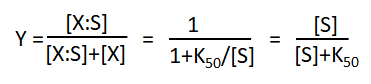 Y = [X:S] / [X:S]+[X] = 1 / 1+K₅₀/[S] = [S] / [S]+K₅₀